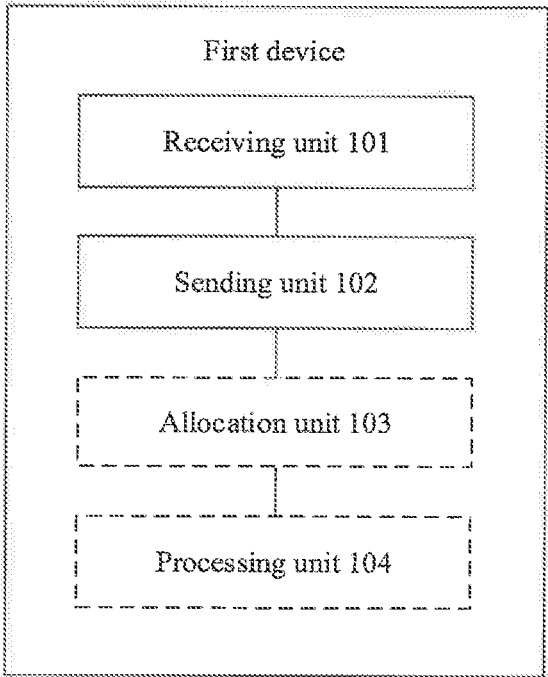 First device
Receiving unit 101
Sending unit 102
Allocation unit 103
Processing unit 104